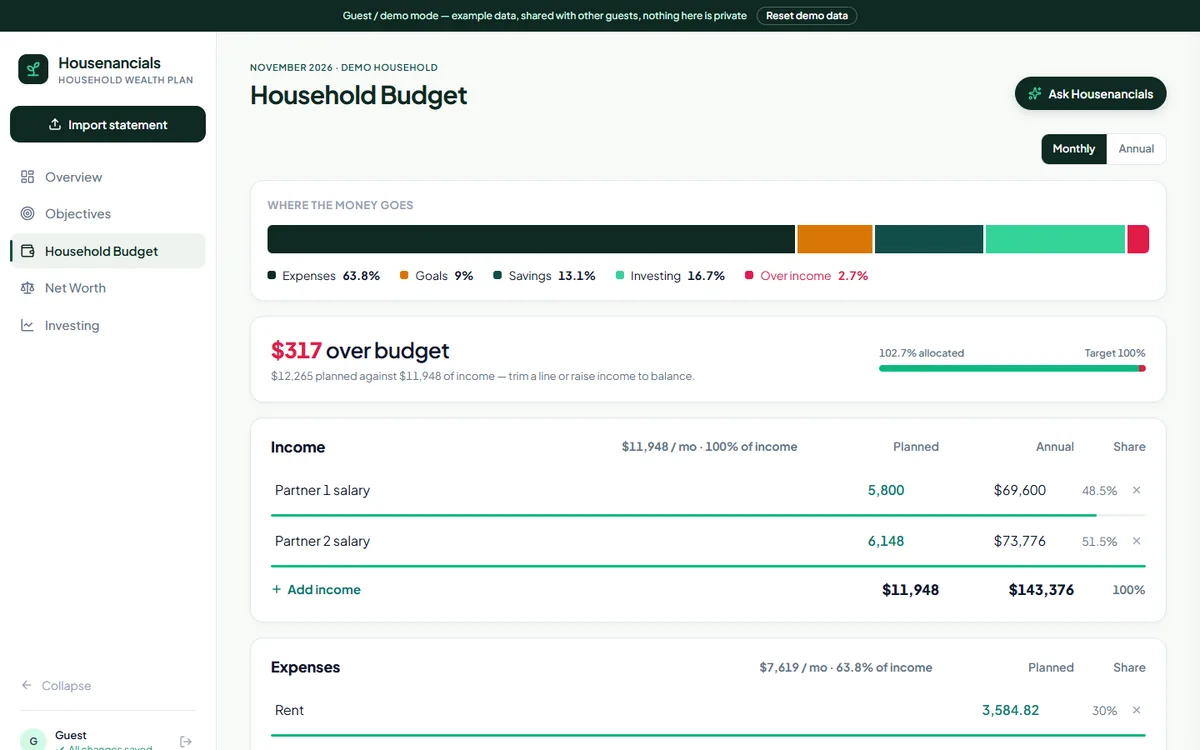 Guest / demo mode — example data, shared with other guests, nothing here is private Reset demo data
Housenancials
HOUSEHOLD WEALTH PLAN
Import statement
Overview
Objectives
Household Budget
Net Worth
Investing
Collapse
G
Guest
✓ All changes saved
NOVEMBER 2026 · DEMO HOUSEHOLD
Household Budget
Ask Housenancials
Monthly Annual
WHERE THE MONEY GOES
Expenses 63.8% Goals 9% Savings 13.1% Investing 16.7% Over income 2.7%
$317 over budget
$12,265 planned against $11,948 of income — trim a line or raise income to balance.
102.7% allocated Target 100%
Income $11,948 / mo · 100% of income Planned Annual Share
Partner 1 salary 5,800 $69,600 48.5% ×
Partner 2 salary 6,148 $73,776 51.5% ×
+ Add income $11,948 $143,376 100%
Expenses $7,619 / mo · 63.8% of income Planned Share
Rent 3,584.82 30% ×